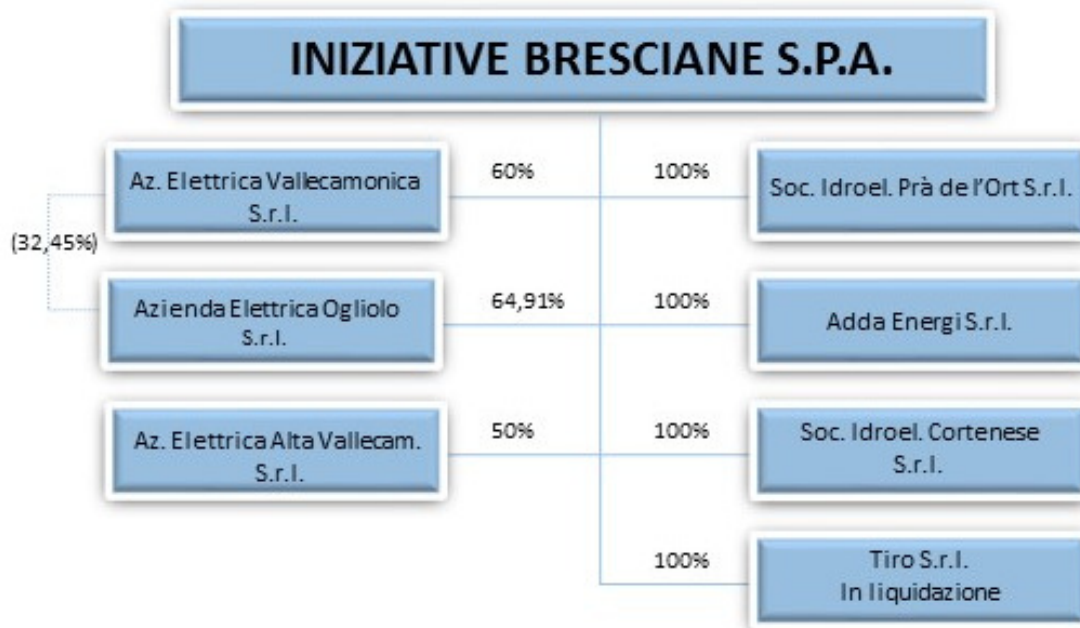 INIZIATIVE BRESCIANE S.P.A.
Az. Elettrica Vallecamonica
S.r.l.
60%
100%
Soc. Idroel. Prà de l'Ort S.r.l.
(32,45%)
Azienda Elettrica Ogliolo
S.r.l.
64,91%
100%
Adda Energi S.r.l.
Az. Elettrica Alta Vallecam.
S.r.l.
50%
100%
Soc. Idroel. Cortenese
S.r.l.
100%
Tiro S.r.l.
In liquidazione